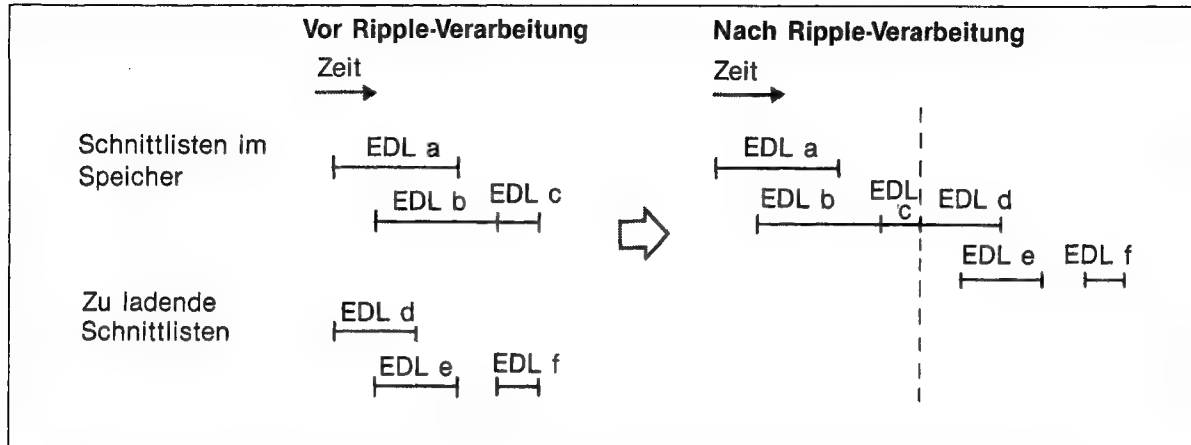 Vor Ripple-Verarbeitung
Nach Ripple-Verarbeitung
Zeit
Zeit
Schnittlisten im
Speicher
EDL a
EDL b
EDL c
EDL a
EDL b
EDL
c
EDL d
EDL e
EDL f
Zu ladende
Schnittlisten
EDL d
EDL e
EDL f